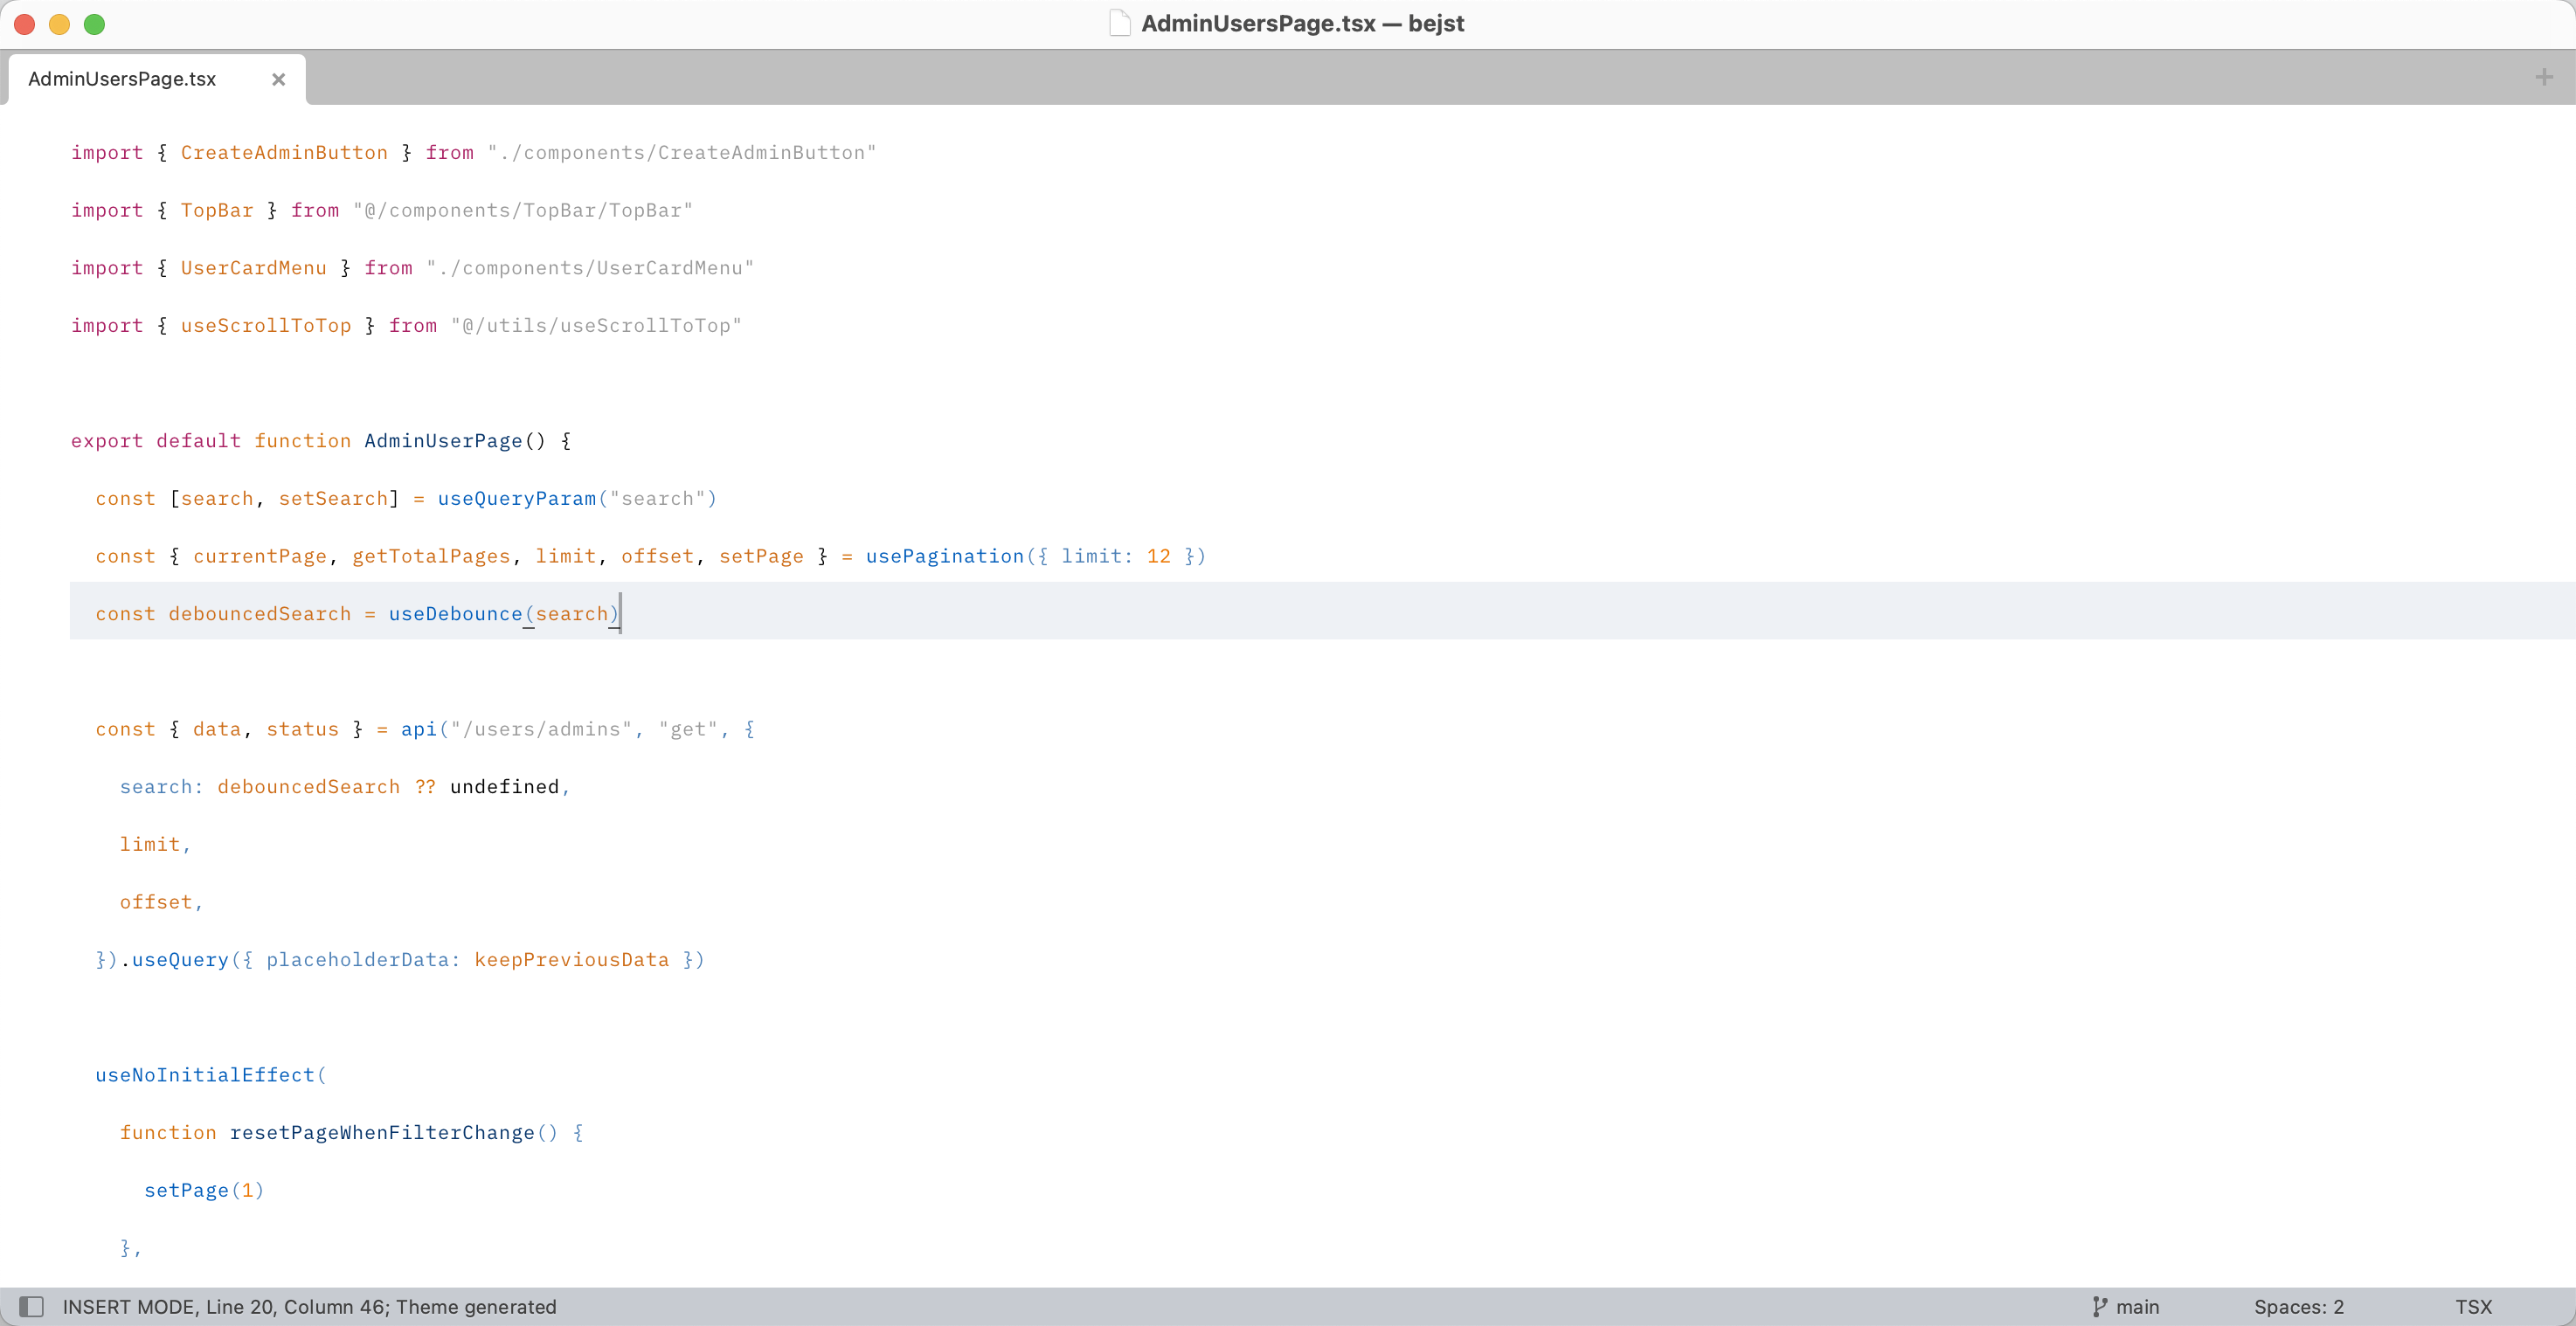 AdminUsersPage.tsx — bejst
AdminUsersPage.tsx
import { CreateAdminButton } from "./components/CreateAdminButton"
import { TopBar } from "@/components/TopBar/TopBar"
import { UserCardMenu } from "./components/UserCardMenu"
import { useScrollToTop } from "@/utils/useScrollToTop"
export default function AdminUserPage() {
  const [search, setSearch] = useQueryParam("search")
  const { currentPage, getTotalPages, limit, offset, setPage } = usePagination({ limit: 12 })
  const debouncedSearch = useDebounce(search)
  const { data, status } = api("/users/admins", "get", {
    search: debouncedSearch ?? undefined,
    limit,
    offset,
  }).useQuery({ placeholderData: keepPreviousData })
  useNoInitialEffect(
    function resetPageWhenFilterChange() {
      setPage(1)
    },
INSERT MODE, Line 20, Column 46; Theme generated
main
Spaces: 2
TSX